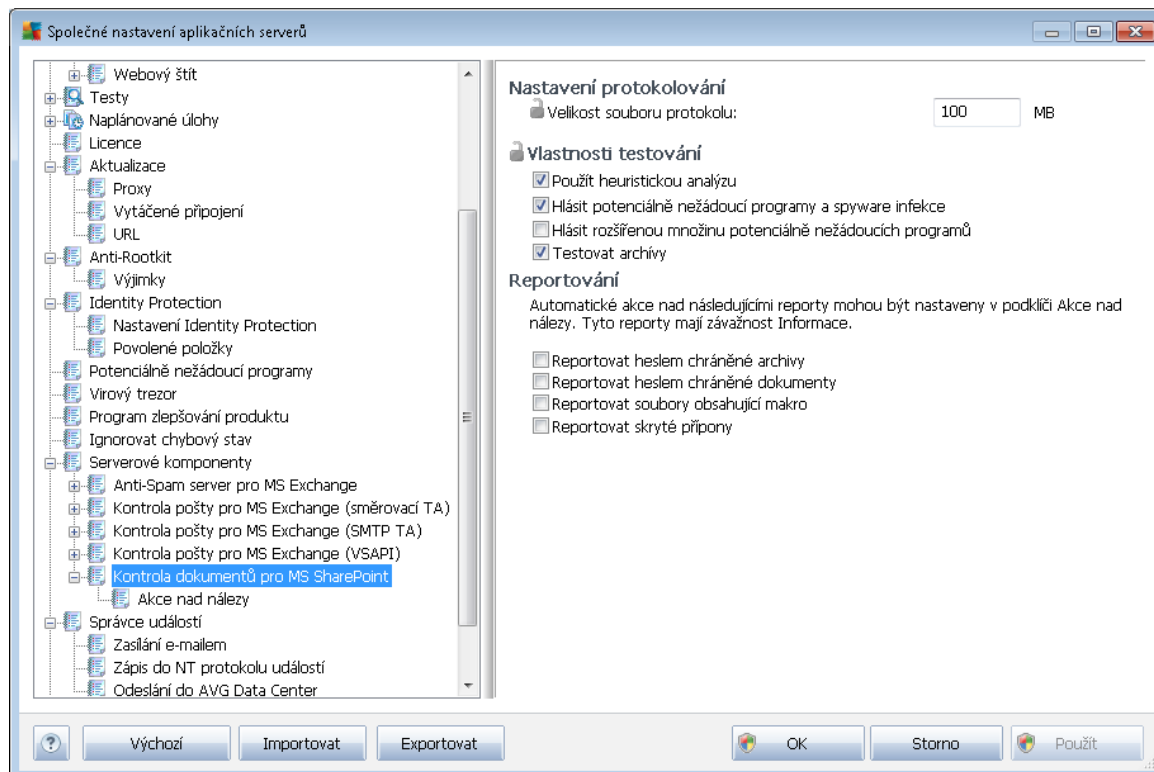 Společné nastavení aplikačních serverů
Webový štít
Testy
Naplánované úlohy
Licence
Aktualizace
Proxy
Vytáčené připojení
URL
Anti-Rootkit
Výjimky
Identity Protection
Nastavení Identity Protection
Povolené položky
Potenciálně nežádoucí programy
Virový trezor
Program zlepšování produktu
Ignorovat chybový stav
Serverové komponenty
Anti-Spam server pro MS Exchange
Kontrola pošty pro MS Exchange (směrovací TA)
Kontrola pošty pro MS Exchange (SMTP TA)
Kontrola pošty pro MS Exchange (VSAPI)
Kontrola dokumentů pro MS SharePoint
Akce nad nálezy
Správce událostí
Zasílání e-mailem
Zápis do NT protokolu událostí
Odeslání do AVG Data Center
Nastavení protokolování
Velikost souboru protokolu: 100 MB
Vlastnosti testování
Použít heuristickou analýzu
Hlásit potenciálně nežádoucí programy a spyware infekce
Hlásit rozšířenou množinu potenciálně nežádoucích programů
Testovat archívy
Reportování
Automatické akce nad následujícími reporty mohou být nastaveny v podklíči Akce nad
nálezy. Tyto reporty mají závažnost Informace.
Reportovat heslem chráněné archivy
Reportovat heslem chráněné dokumenty
Reportovat soubory obsahující makro
Reportovat skryté přípony
? Výchozí Importovat Exportovat OK Storno Použít